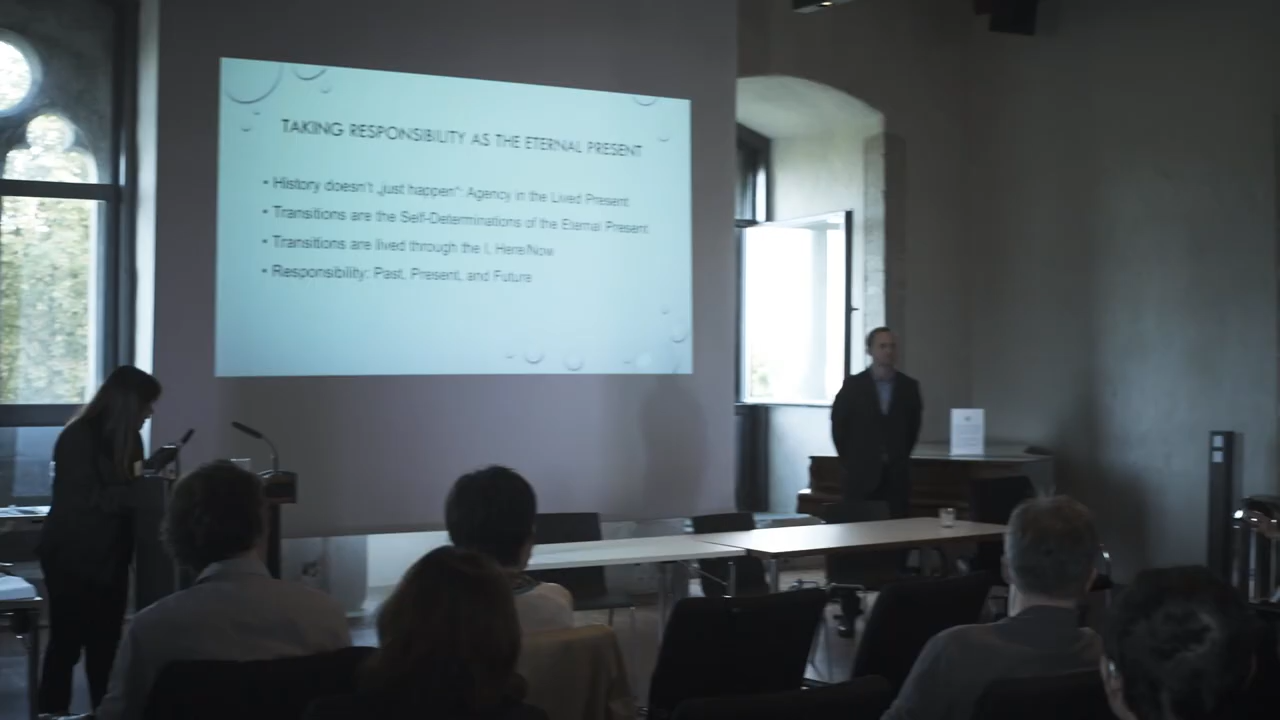 TAKING RESPONSIBILITY AS THE ETERNAL PRESENT
• History doesn't „just happen“: Agency in the Lived Present
• Transitions are the Self-Determinations of the Eternal Present
• Transitions are lived through the I, Here/Now
• Responsibility: Past, Present, and Future